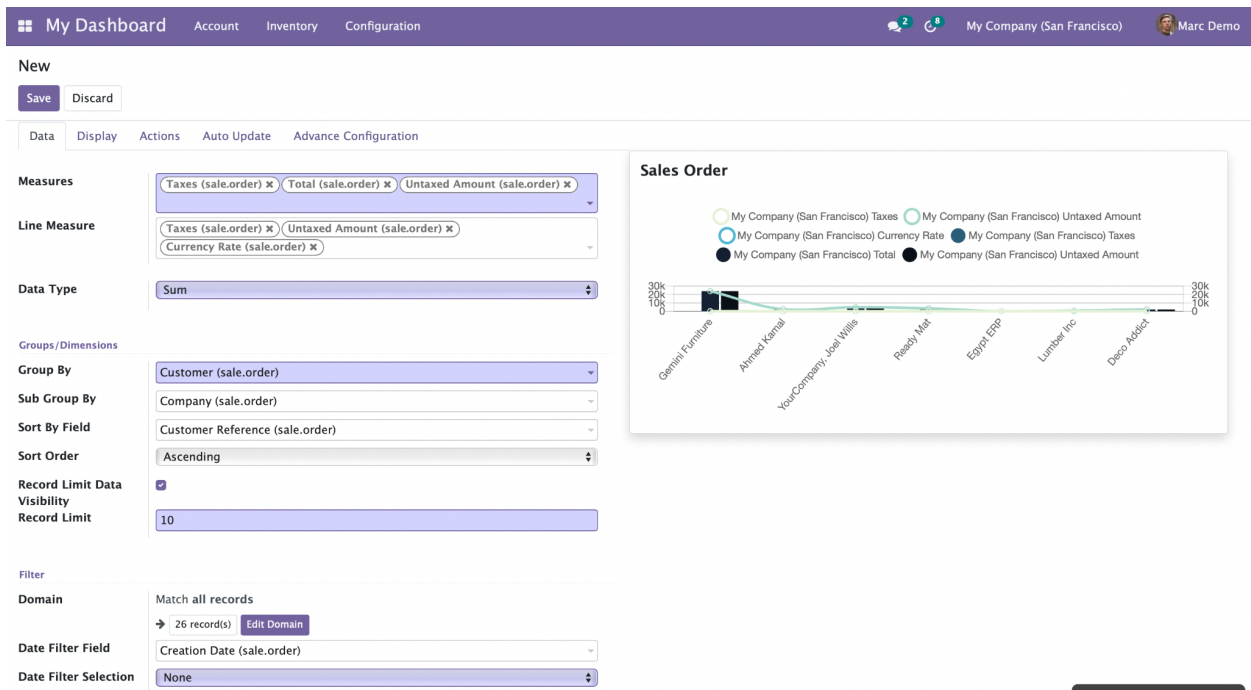 My Dashboard Account Inventory Configuration 2 8 My Company (San Francisco) Marc Demo
New
Save Discard
Data Display Actions Auto Update Advance Configuration
Measures
Taxes (sale.order) ✖ Total (sale.order) ✖ Untaxed Amount (sale.order) ✖
Line Measure
Taxes (sale.order) ✖ Untaxed Amount (sale.order) ✖
Currency Rate (sale.order) ✖
Data Type Sum
Groups/Dimensions
Group By Customer (sale.order)
Sub Group By Company (sale.order)
Sort By Field Customer Reference (sale.order)
Sort Order Ascending
Record Limit Data
Visibility
Record Limit 10
Filter
Domain Match all records
26 record(s) Edit Domain
Date Filter Field Creation Date (sale.order)
Date Filter Selection None
Sales Order
My Company (San Francisco) Taxes My Company (San Francisco) Untaxed Amount
My Company (San Francisco) Currency Rate My Company (San Francisco) Taxes
My Company (San Francisco) Total My Company (San Francisco) Untaxed Amount
30k 30k
20k 20k
10k 10k
0 0
Gemini Furniture
Ahmed Kamal
YourCompany, Joel Willis
Ready Mat
Egypt ERP
Lumber Inc
Deco Addict